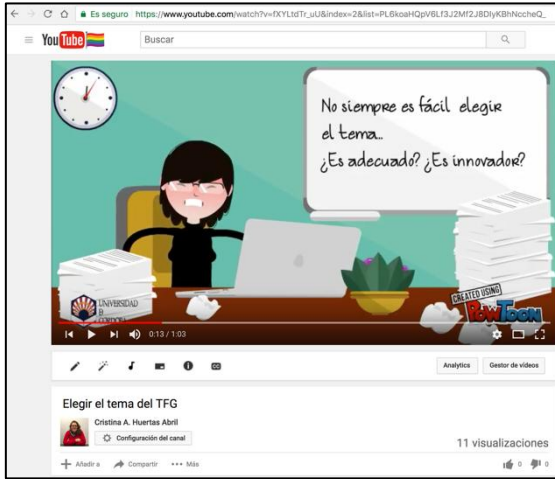 Es seguro https://www.youtube.com/watch?v=fXYLtdTr_uU&index=2&list=PL6koaHQpV6Lf3J2Mf2J8DIyKBhNccheQ_
YouTube
Buscar
No siempre es fácil elegir
el tema...
¿Es adecuado? ¿Es innovador?
UNIVERSIDAD
D
CORDOBA
CREATED USING
POWTOON
0:13 / 1:03
Analytics Gestor de vídeos
Elegir el tema del TFG
Cristina A. Huertas Abril
Configuración del canal
11 visualizaciones
Añadir a Compartir Más 0 0